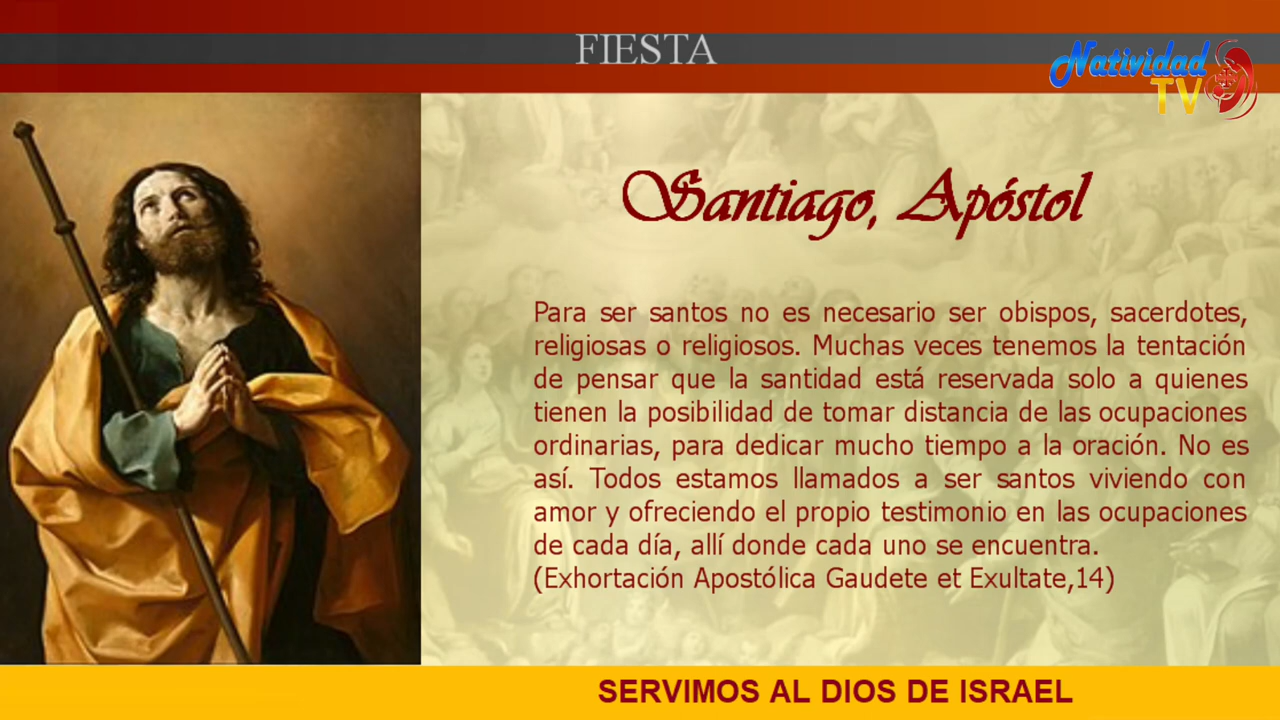 FIESTA
Natividad
TV
Santiago, Apóstol
Para ser santos no es necesario ser obispos, sacerdotes,
religiosas o religiosos. Muchas veces tenemos la tentación
de pensar que la santidad está reservada solo a quienes
tienen la posibilidad de tomar distancia de las ocupaciones
ordinarias, para dedicar mucho tiempo a la oración. No es
así. Todos estamos llamados a ser santos viviendo con
amor y ofreciendo el propio testimonio en las ocupaciones
de cada día, allí donde cada uno se encuentra.
(Exhortación Apostólica Gaudete et Exultate,14)
SERVIMOS AL DIOS DE ISRAEL